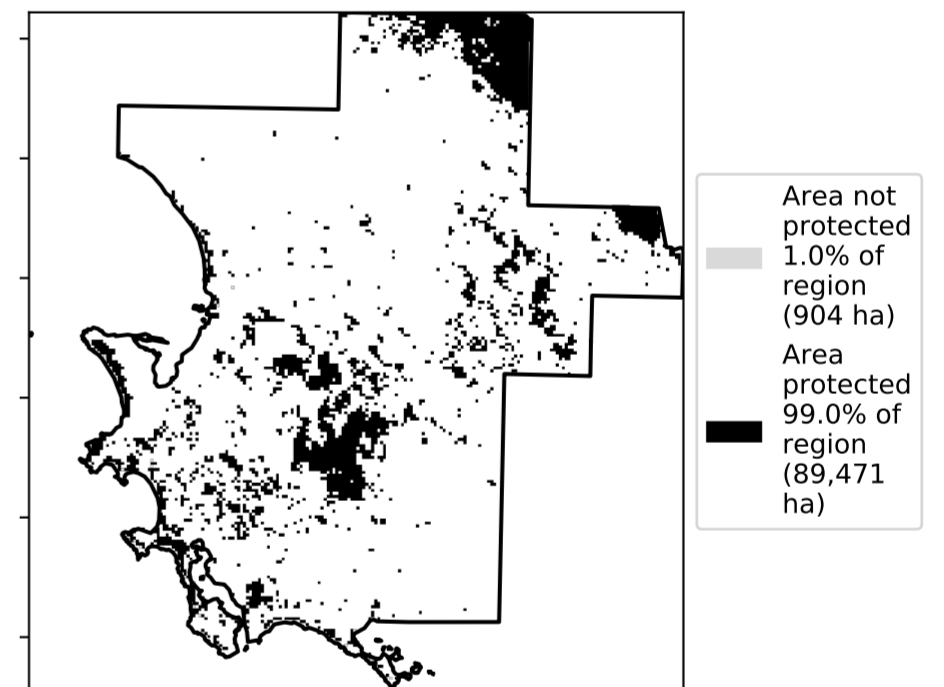 Area not
protected
1.0% of
region
(904 ha)
Area
protected
99.0% of
region
(89,471
ha)